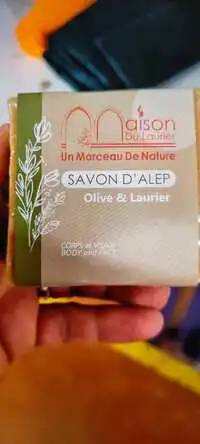 Maison
Du Laurier
Un Morceau De Nature
SAVON D'ALEP
Olive & Laurier
CORPS et VISAGE
BODY and FACE